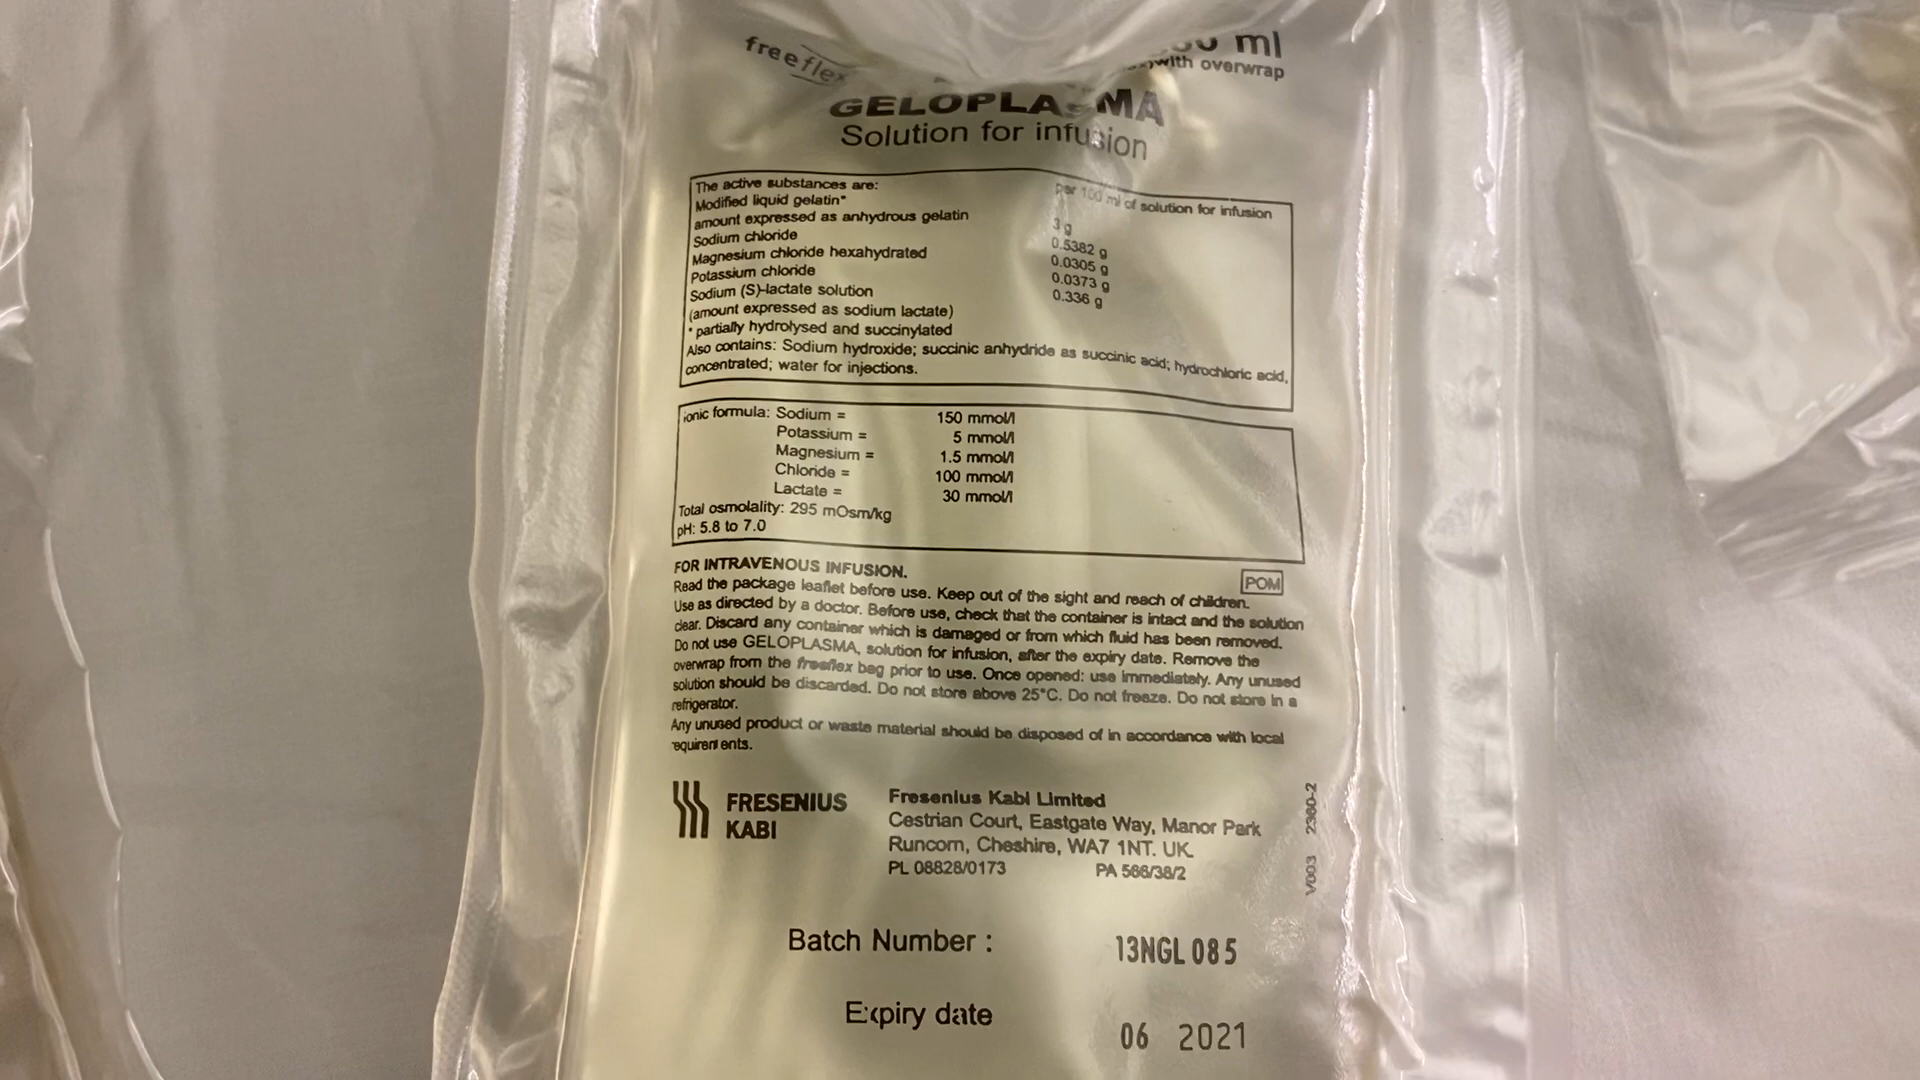 freeflex
ml
with overwrap
GELOPLASMA
Solution for infusion
The active substances are: per 100 ml of solution for infusion
Modified liquid gelatin*
amount expressed as anhydrous gelatin 3 g
Sodium chloride 0.5382 g
Magnesium chloride hexahydrated 0.0305 g
Potassium chloride 0.0373 g
Sodium (S)-lactate solution 0.336 g
(amount expressed as sodium lactate)
* partially hydrolysed and succinylated
Also contains: Sodium hydroxide; succinic anhydride as succinic acid; hydrochloric acid,
concentrated; water for injections.
ionic formula: Sodium = 150 mmol/l
Potassium = 5 mmol/l
Magnesium = 1.5 mmol/l
Chloride = 100 mmol/l
Lactate = 30 mmol/l
Total osmolality: 295 mOsm/kg
pH: 5.8 to 7.0
FOR INTRAVENOUS INFUSION. POM
Read the package leaflet before use. Keep out of the sight and reach of children.
Use as directed by a doctor. Before use, check that the container is intact and the solution
clear. Discard any container which is damaged or from which fluid has been removed.
Do not use GELOPLASMA, solution for infusion, after the expiry date. Remove the
overwrap from the freeflex bag prior to use. Once opened: use immediately. Any unused
solution should be discarded. Do not store above 25°C. Do not freeze. Do not store in a
refrigerator.
Any unused product or waste material should be disposed of in accordance with local
requirements.
FRESENIUS
KABI
Fresenius Kabi Limited
Cestrian Court, Eastgate Way, Manor Park
Runcorn, Cheshire, WA7 1NT. UK.
PL 08828/0173 PA 566/38/2
V003 2360-2
Batch Number : 13NGL085
Expiry date 06 2021